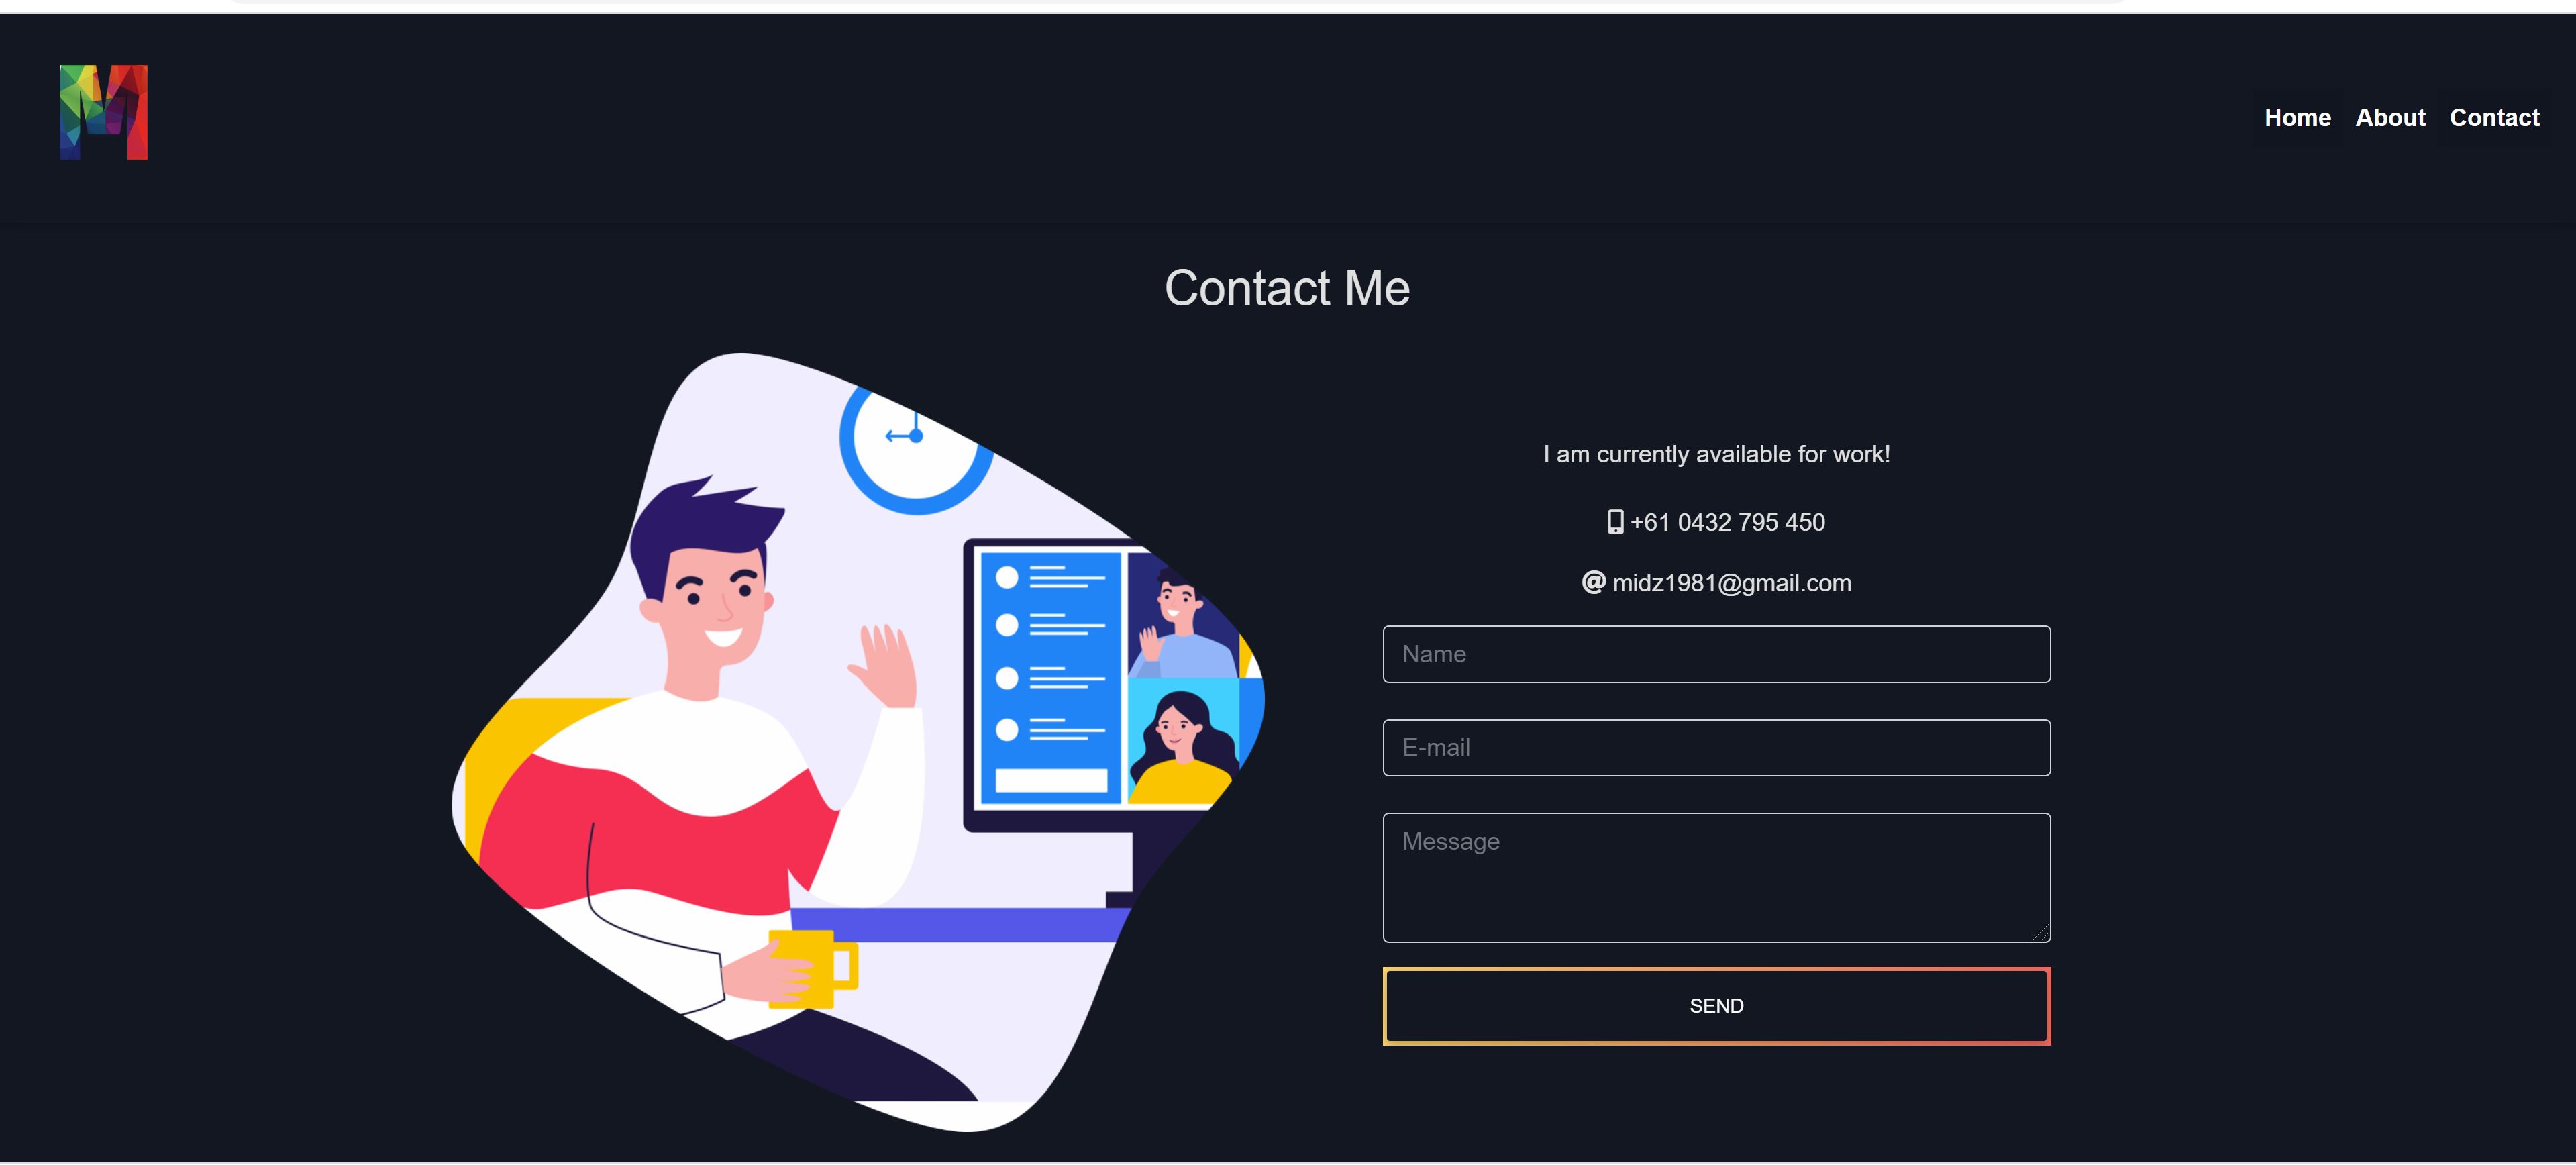 M
Home About Contact
Contact Me
I am currently available for work!
+61 0432 795 450
@ midz1981@gmail.com
Name
E-mail
Message
SEND